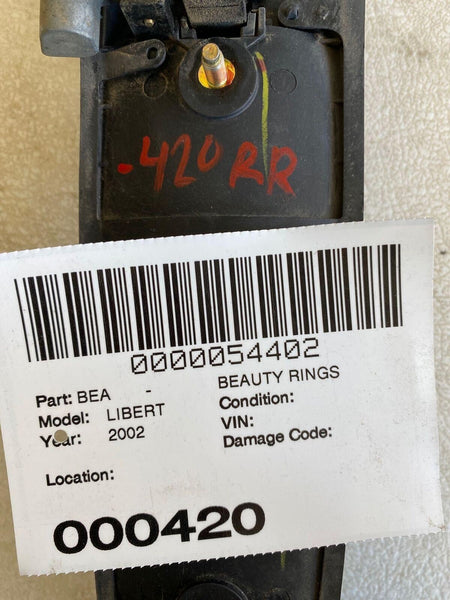 .420 RR
0000054402
Part: BEA - BEAUTY RINGS
Model: LIBERT Condition:
Year: 2002 VIN:
Damage Code:
Location:
000420